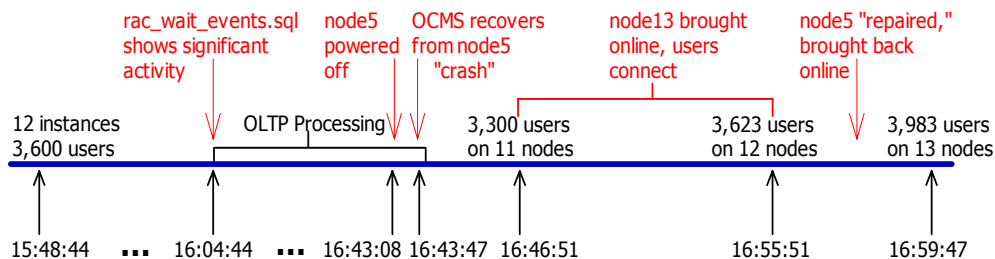 rac_wait_events.sql
shows significant
activity
node5
powered
off
OCMS recovers
from node5
"crash"
node13 brought
online, users
connect
node5 "repaired,"
brought back
online
12 instances
3,600 users
OLTP Processing
3,300 users
on 11 nodes
3,623 users
on 12 nodes
3,983 users
on 13 nodes
15:48:44 ... 16:04:44 ... 16:43:08 16:43:47 16:46:51 16:55:51 16:59:47